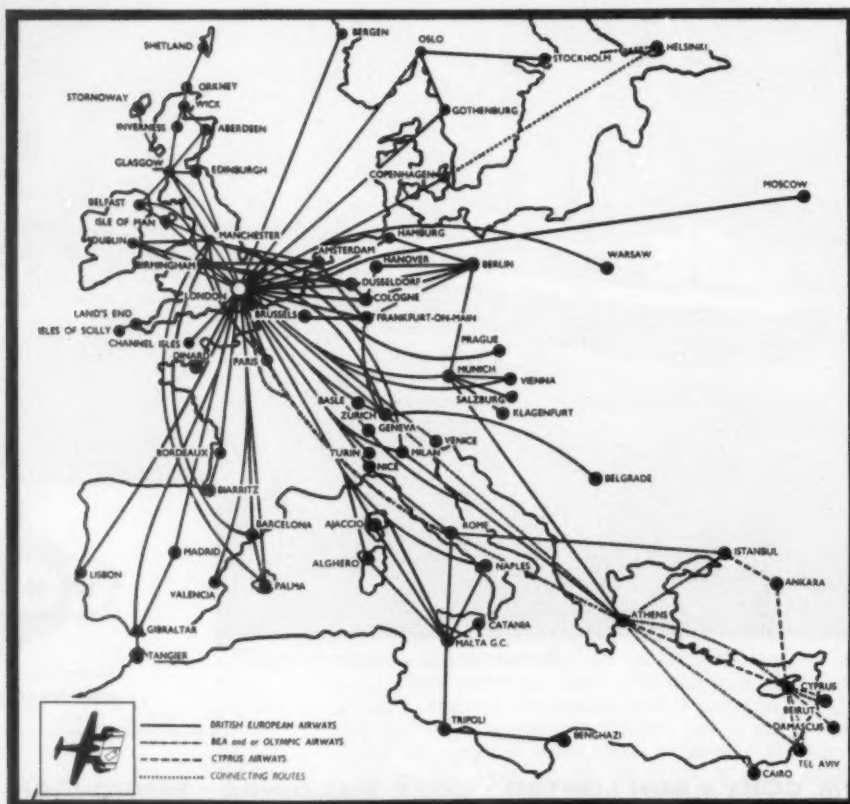 BERGEN
OSLO
SHETLAND
STOCKHOLM
HELSINKI
ORKNEY
STORNOWAY
WICK
GOTHENBURG
INVERNESS
ABERDEEN
GLASGOW
EDINBURGH
COPENHAGEN
MOSCOW
BELFAST
ISLE OF MAN
MANCHESTER
HAMBURG
DUBLIN
AMSTERDAM
HANOVER
BERLIN
WARSAW
BIRMINGHAM
DUSSELDORF
LONDON
COLOGNE
LAND'S END
BRUSSELS
FRANKFURT-ON-MAIN
ISLES OF SCILLY
CHANNEL ISLES
PRAGUE
DINARD
PARIS
MUNICH
VIENNA
SALZBURG
BASLE
ZURICH
KLAGENFURT
GENEVA
VENICE
BORDEAUX
TURIN
MILAN
NICE
BELGRADE
BIARRITZ
BARCELONA
AJACCIO
ROME
ISTANBUL
MADRID
ALGHERO
NAPLES
LISBON
ANKARA
VALENCIA
PALMA
CATANIA
ATHENS
GIBRALTAR
MALTA G.C.
TANGIER
CYPRUS
BEIRUT
DAMASCUS
TRIPOLI
BENGHAZI
TEL AVIV
CAIRO
BRITISH EUROPEAN AIRWAYS
BEA and or OLYMPIC AIRWAYS
CYPRUS AIRWAYS
CONNECTING ROUTES